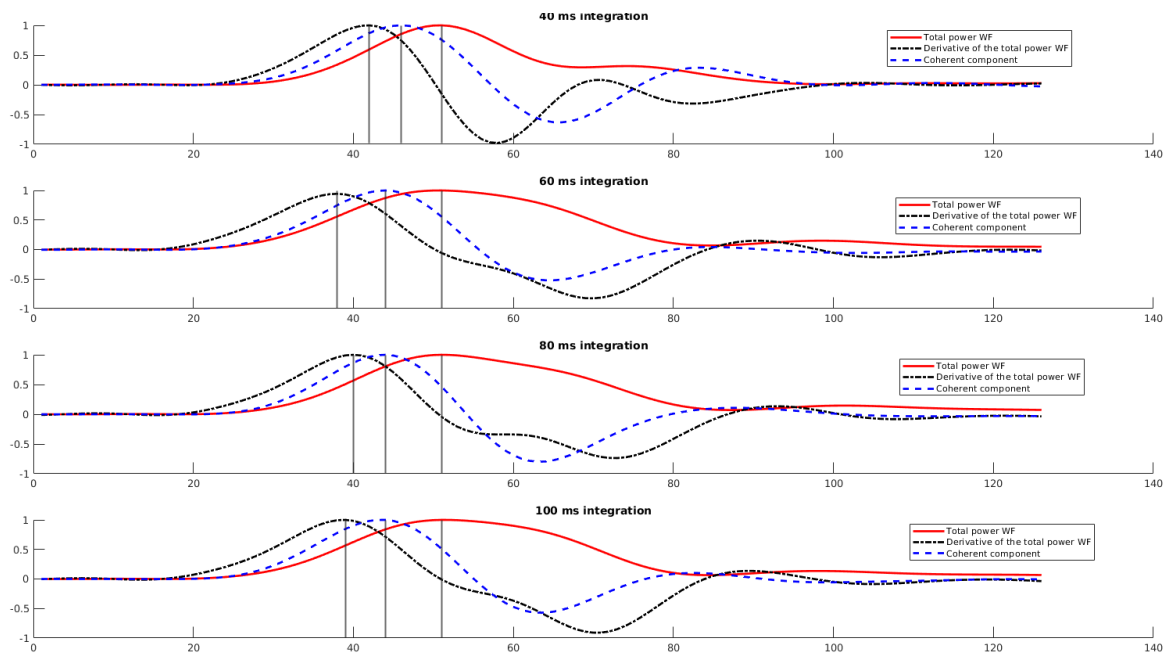 40 ms integration
1
0.5
0
-0.5
-1
0 20 40 60 80 100 120 140
Total power WF
Derivative of the total power WF
Coherent component
60 ms integration
1
0.5
0
-0.5
-1
0 20 40 60 80 100 120 140
Total power WF
Derivative of the total power WF
Coherent component
80 ms integration
1
0.5
0
-0.5
-1
0 20 40 60 80 100 120 140
Total power WF
Derivative of the total power WF
Coherent component
100 ms integration
1
0.5
0
-0.5
-1
0 20 40 60 80 100 120 140
Total power WF
Derivative of the total power WF
Coherent component